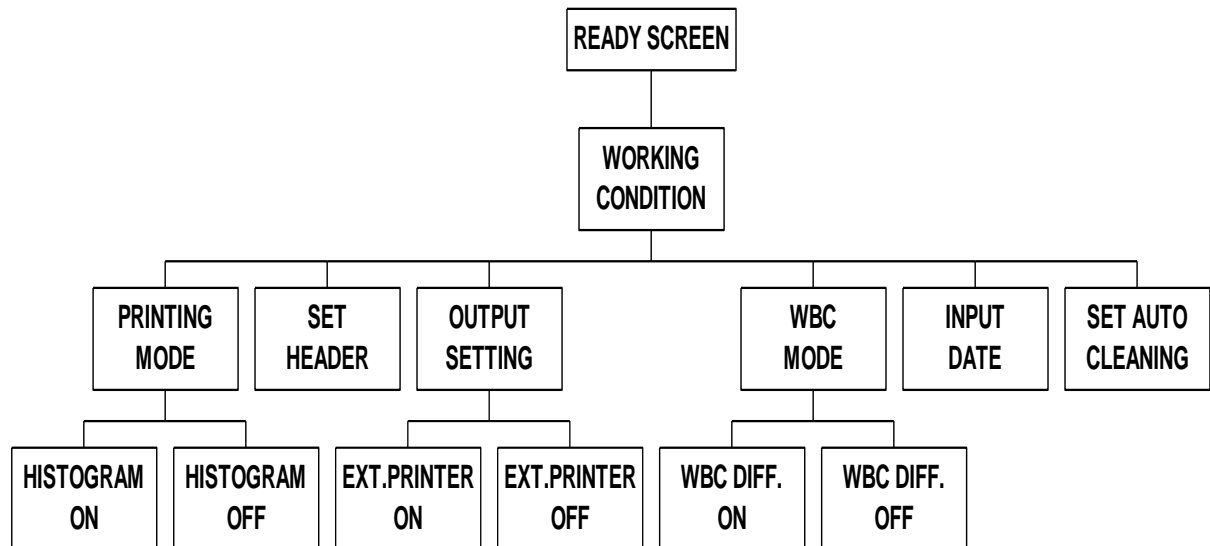 READY SCREEN
WORKING
CONDITION
PRINTING
MODE
SET
HEADER
OUTPUT
SETTING
WBC
MODE
INPUT
DATE
SET AUTO
CLEANING
HISTOGRAM
ON
HISTOGRAM
OFF
EXT.PRINTER
ON
EXT.PRINTER
OFF
WBC DIFF.
ON
WBC DIFF.
OFF